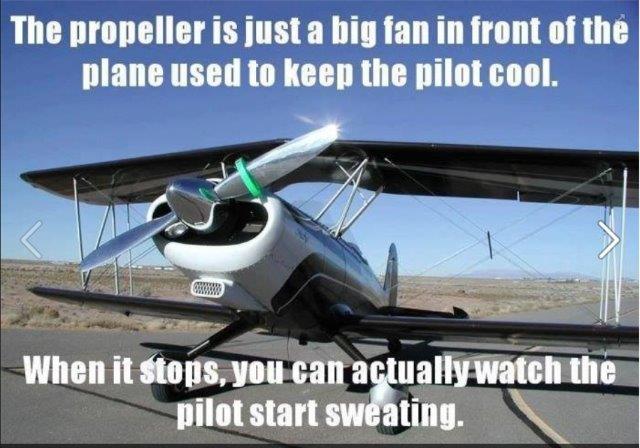 The propeller is just a big fan in front of the
plane used to keep the pilot cool.
When it stops, you can actually watch the
pilot start sweating.